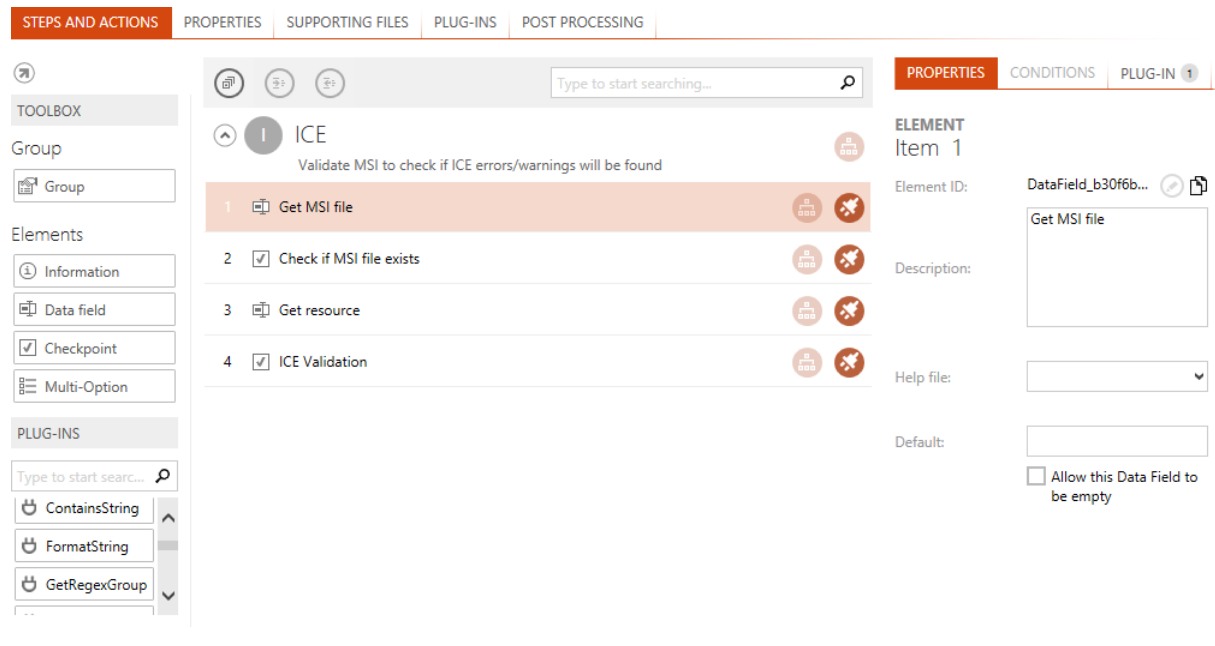 STEPS AND ACTIONS
PROPERTIES
SUPPORTING FILES
PLUG-INS
POST PROCESSING
TOOLBOX
Group
Group
Elements
Information
Data field
Checkpoint
Multi-Option
PLUG-INS
Type to start searc...
ContainsString
FormatString
GetRegexGroup
Type to start searching...
I
ICE
Validate MSI to check if ICE errors/warnings will be found
1 Get MSI file
2 Check if MSI file exists
3 Get resource
4 ICE Validation
PROPERTIES
CONDITIONS
PLUG-IN 1
ELEMENT
Item 1
Element ID: DataField_b30f6b...
Description: Get MSI file
Help file:
Default:
Allow this Data Field to
be empty